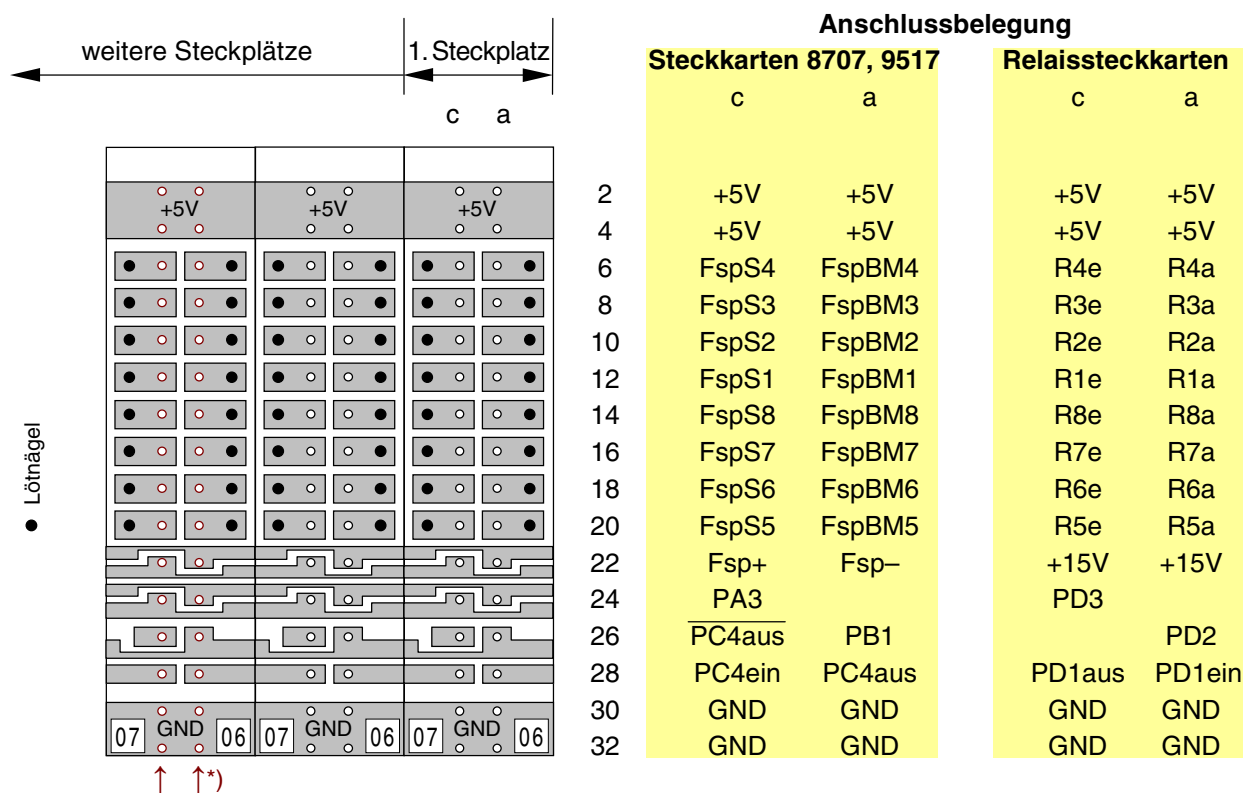 Anschlussbelegung
weitere Steckplätze 1. Steckplatz Steckkarten 8707, 9517 Relaissteckkarten
c a c a c a
+5V +5V +5V
2 +5V +5V +5V +5V
4 +5V +5V +5V +5V
6 FspS4 FspBM4 R4e R4a
8 FspS3 FspBM3 R3e R3a
10 FspS2 FspBM2 R2e R2a
12 FspS1 FspBM1 R1e R1a
14 FspS8 FspBM8 R8e R8a
16 FspS7 FspBM7 R7e R7a
18 FspS6 FspBM6 R6e R6a
20 FspS5 FspBM5 R5e R5a
22 Fsp+ Fsp– +15V +15V
24 PA3 PD3
26 P̅C̅4̅a̅u̅s̅ PB1 PD2
28 PC4ein PC4aus PD1aus PD1ein
30 GND GND GND GND
32 GND GND GND GND
07 GND 06 07 GND 06 07 GND 06
↑ ↑*)
● Lötnägel